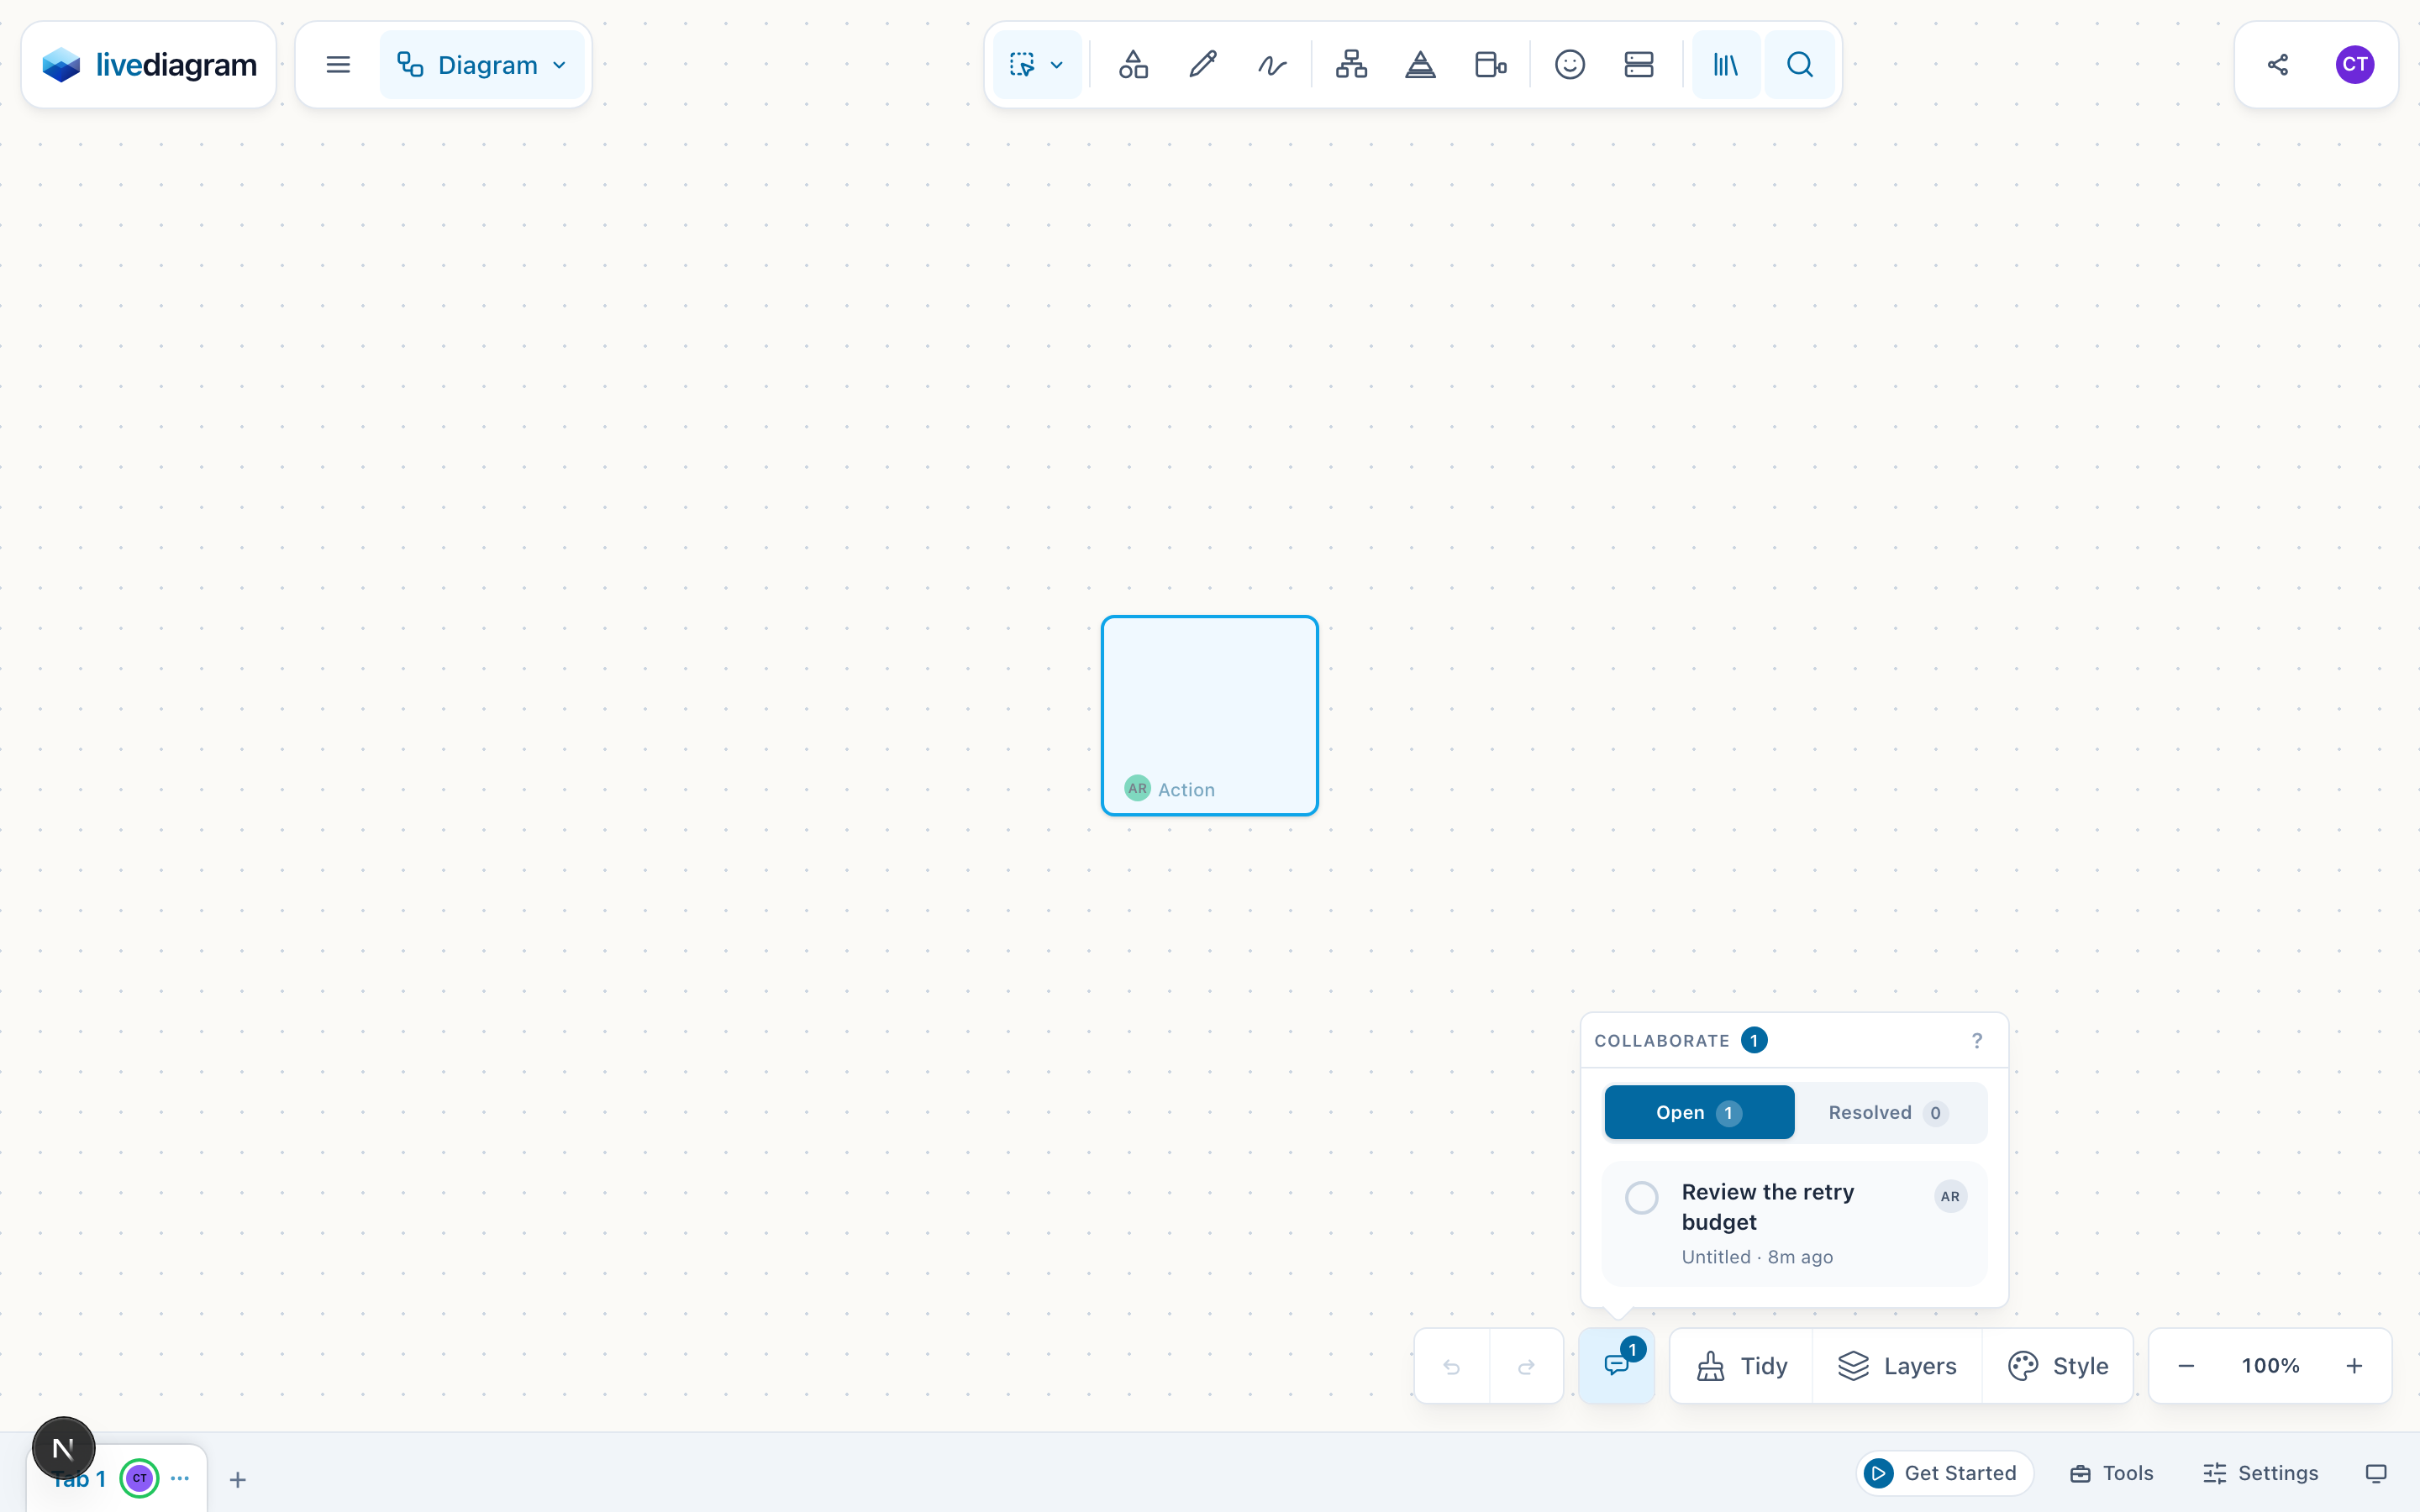 livediagram
Diagram
CT
AR Action
COLLABORATE 1 ?
Open 1 Resolved 0
Review the retry AR
budget
Untitled · 8m ago
1
Tidy Layers Style 100%
N
Tab 1 CT
Get Started Tools Settings